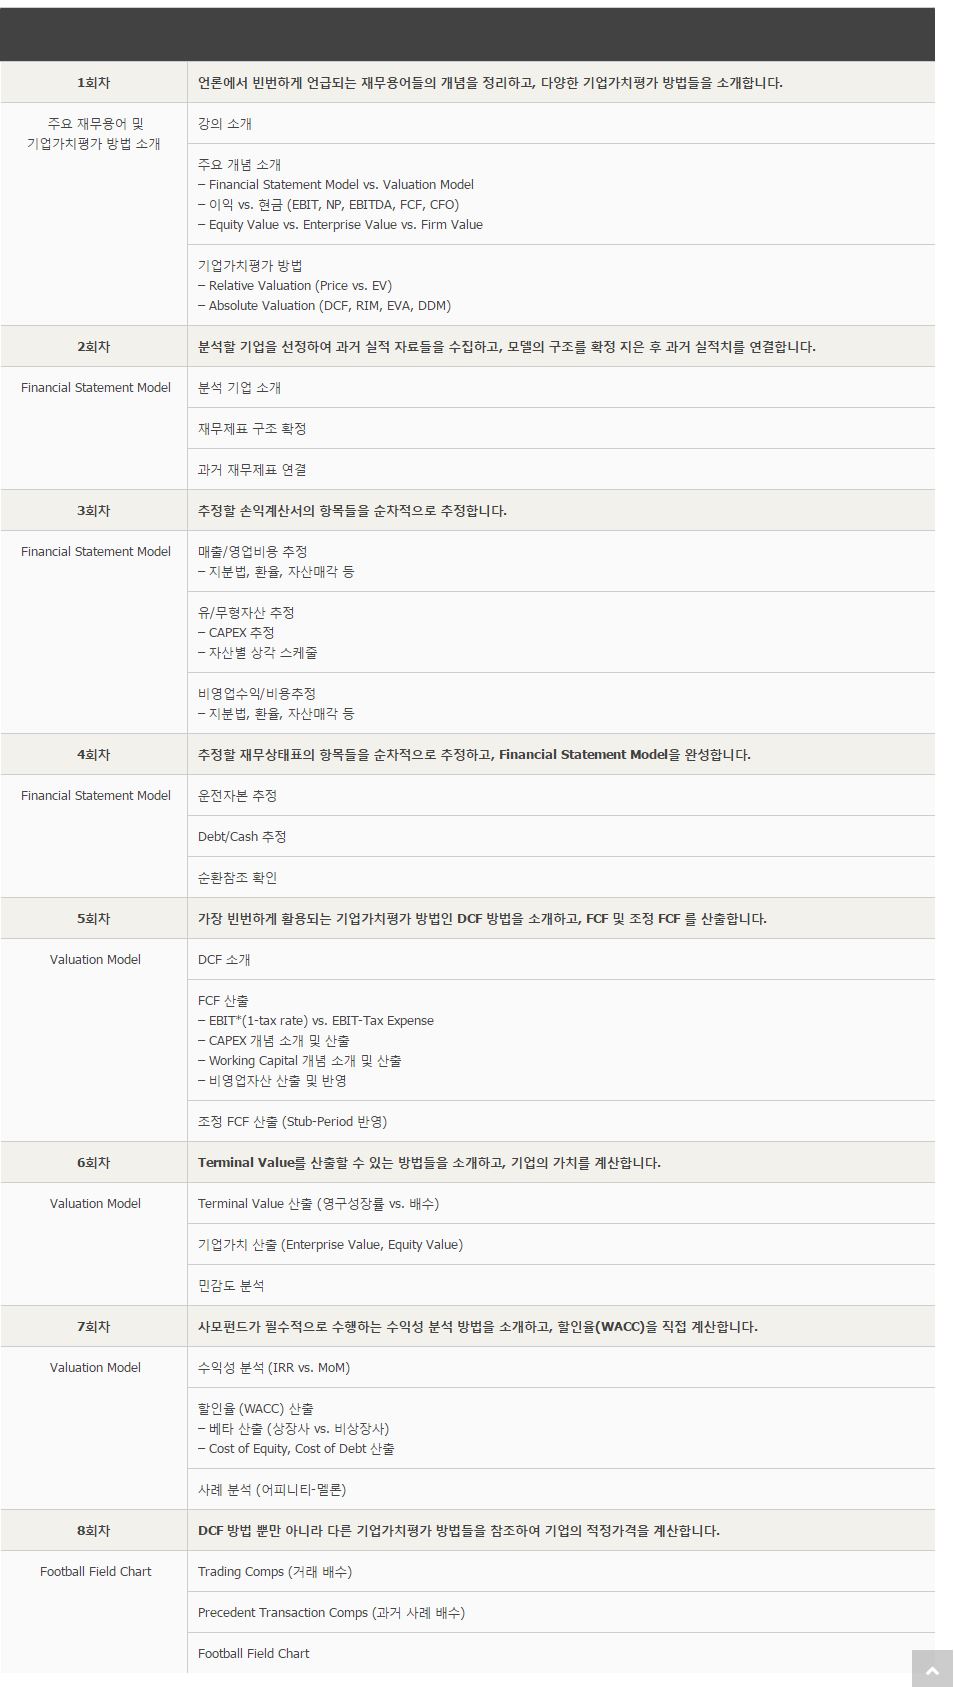 1회차
언론에서 빈번하게 언급되는 재무용어들의 개념을 정리하고, 다양한 기업가치평가 방법들을 소개합니다.
주요 재무용어 및
기업가치평가 방법 소개
강의 소개
주요 개념 소개
– Financial Statement Model vs. Valuation Model
– 이익 vs. 현금 (EBIT, NP, EBITDA, FCF, CFO)
– Equity Value vs. Enterprise Value vs. Firm Value
기업가치평가 방법
– Relative Valuation (Price vs. EV)
– Absolute Valuation (DCF, RIM, EVA, DDM)
2회차
분석할 기업을 선정하여 과거 실적 자료들을 수집하고, 모델의 구조를 확정 지은 후 과거 실적치를 연결합니다.
Financial Statement Model
분석 기업 소개
재무제표 구조 확정
과거 재무제표 연결
3회차
추정할 손익계산서의 항목들을 순차적으로 추정합니다.
Financial Statement Model
매출/영업비용 추정
– 지분법, 환율, 자산매각 등
유/무형자산 추정
– CAPEX 추정
– 자산별 상각 스케줄
비영업수익/비용추정
– 지분법, 환율, 자산매각 등
4회차
추정할 재무상태표의 항목들을 순차적으로 추정하고, Financial Statement Model을 완성합니다.
Financial Statement Model
운전자본 추정
Debt/Cash 추정
순환참조 확인
5회차
가장 빈번하게 활용되는 기업가치평가 방법인 DCF 방법을 소개하고, FCF 및 조정 FCF 를 산출합니다.
Valuation Model
DCF 소개
FCF 산출
– EBIT*(1-tax rate) vs. EBIT-Tax Expense
– CAPEX 개념 소개 및 산출
– Working Capital 개념 소개 및 산출
– 비영업자산 산출 및 반영
조정 FCF 산출 (Stub-Period 반영)
6회차
Terminal Value를 산출할 수 있는 방법들을 소개하고, 기업의 가치를 계산합니다.
Valuation Model
Terminal Value 산출 (영구성장률 vs. 배수)
기업가치 산출 (Enterprise Value, Equity Value)
민감도 분석
7회차
사모펀드가 필수적으로 수행하는 수익성 분석 방법을 소개하고, 할인율(WACC)을 직접 계산합니다.
Valuation Model
수익성 분석 (IRR vs. MoM)
할인율 (WACC) 산출
– 베타 산출 (상장사 vs. 비상장사)
– Cost of Equity, Cost of Debt 산출
사례 분석 (어피니티-멜론)
8회차
DCF 방법 뿐만 아니라 다른 기업가치평가 방법들을 참조하여 기업의 적정가격을 계산합니다.
Football Field Chart
Trading Comps (거래 배수)
Precedent Transaction Comps (과거 사례 배수)
Football Field Chart